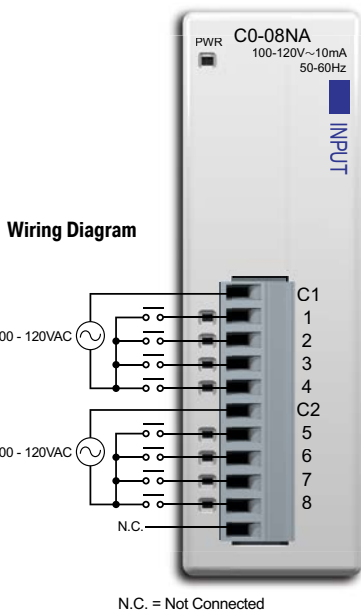 PWR C0-08NA
100-120V~10mA
50-60Hz
INPUT
Wiring Diagram
C1
1
2
3
4
C2
5
6
7
8
00 - 120VAC
00 - 120VAC
N.C.
N.C. = Not Connected